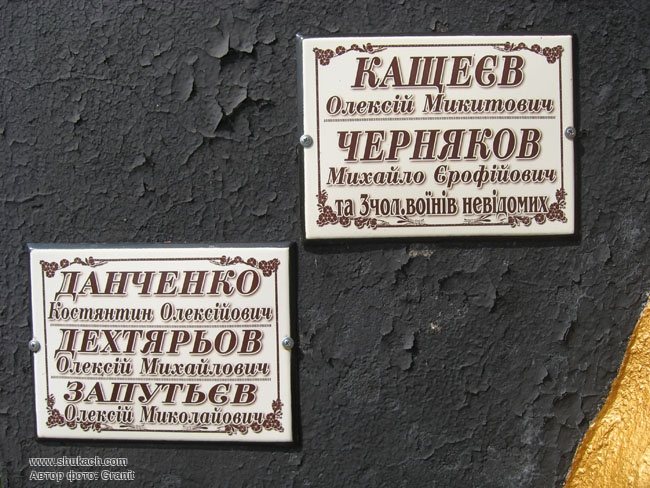 КАЩЕЄВ
Олексій Микитович
ЧЕРНЯКОВ
Михайло Єрофійович
та 3чол.воїнів невідомих
ДАНЧЕНКО
Костянтин Олексійович
ДЕХТЯРЬОВ
Олексій Михайлович
ЗАПУТЬЄВ
Олексій Миколайович
www.shukach.com
Автор фото: Granit